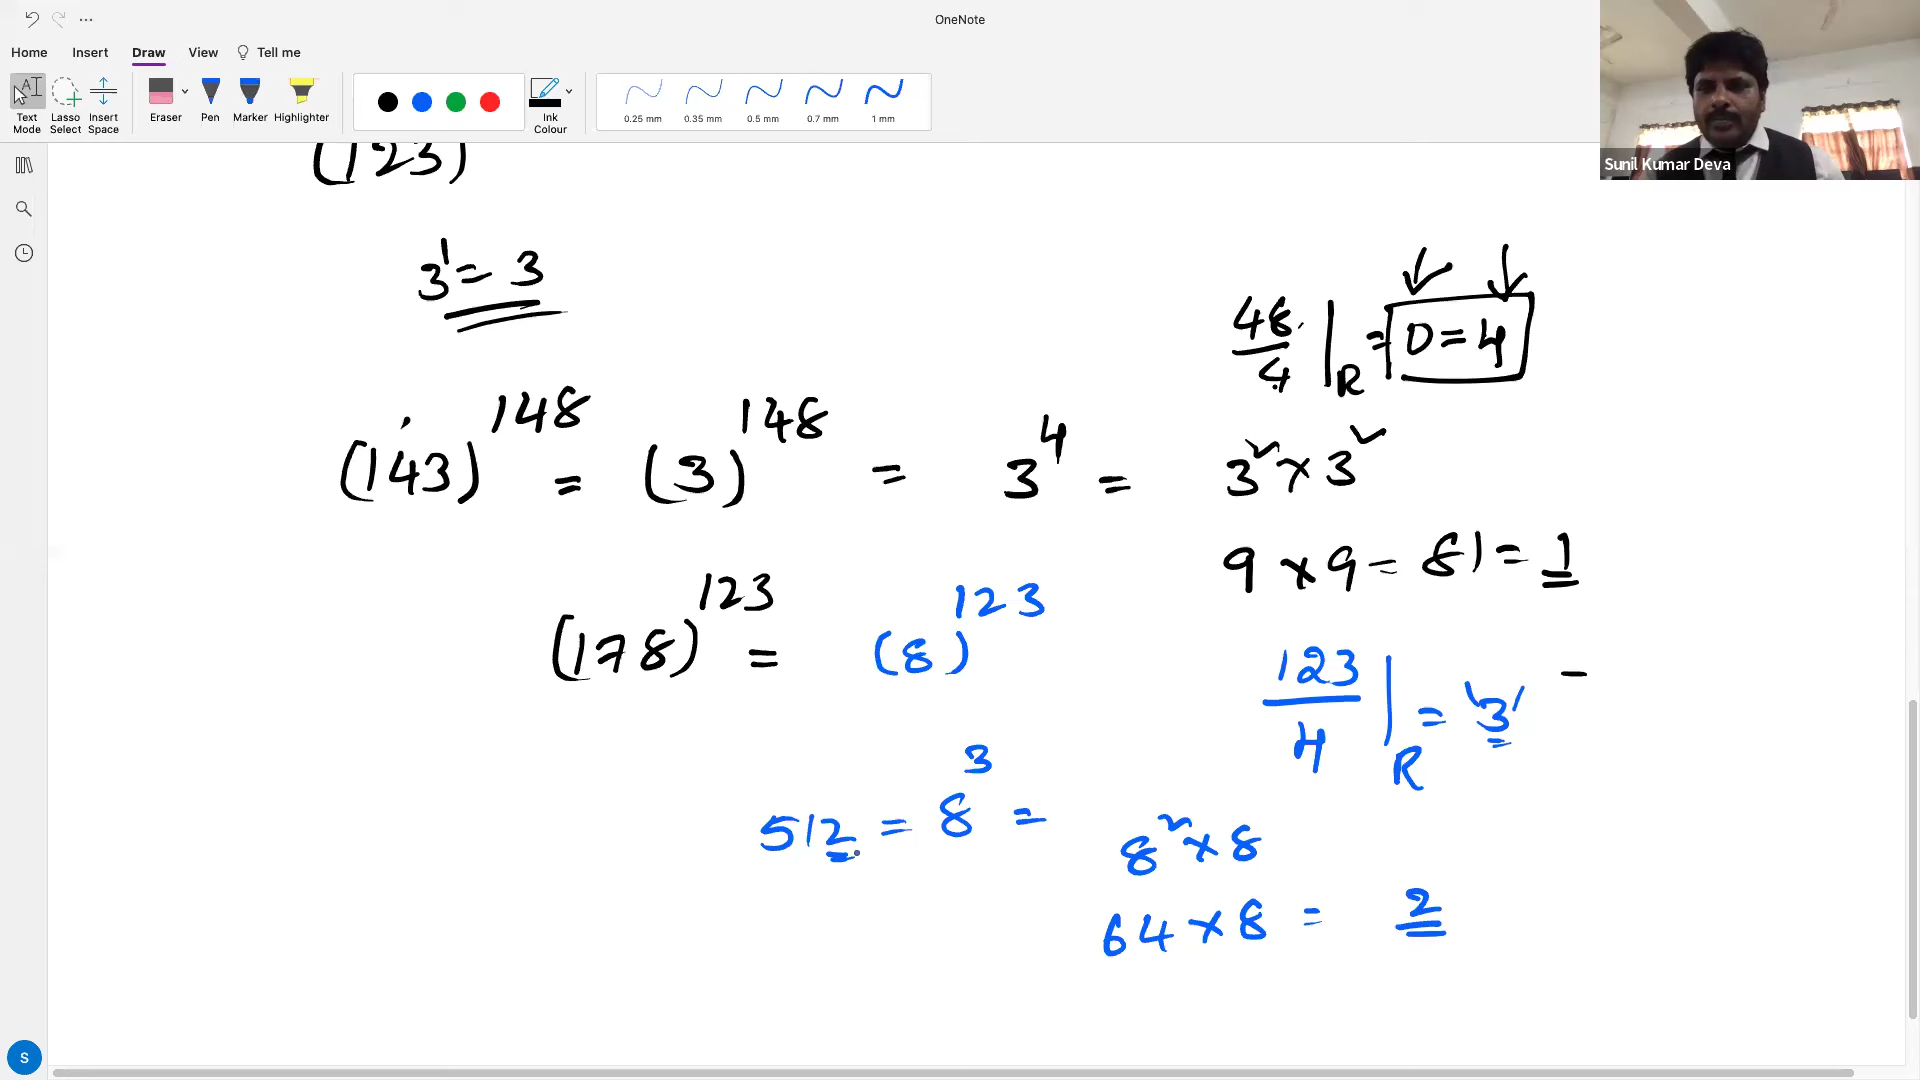 OneNote
Home Insert Draw View Tell me
Text Mode
Lasso Select
Insert Space
Eraser
Pen
Marker
Highlighter
Ink Colour
0.25 mm 0.35 mm 0.5 mm 0.7 mm 1 mm
Sunil Kumar Deva
(123)
3¹ = 3
48/4 |R = 0 = 4
(143)¹⁴⁸ = (3)¹⁴⁸ = 3⁴ = 3² × 3²
9 × 9 = 81 = 1
(178)¹²³ = (8)¹²³
123/4 |R = '3'
512 = 8³ = 8² × 8
64 × 8 = 2
S